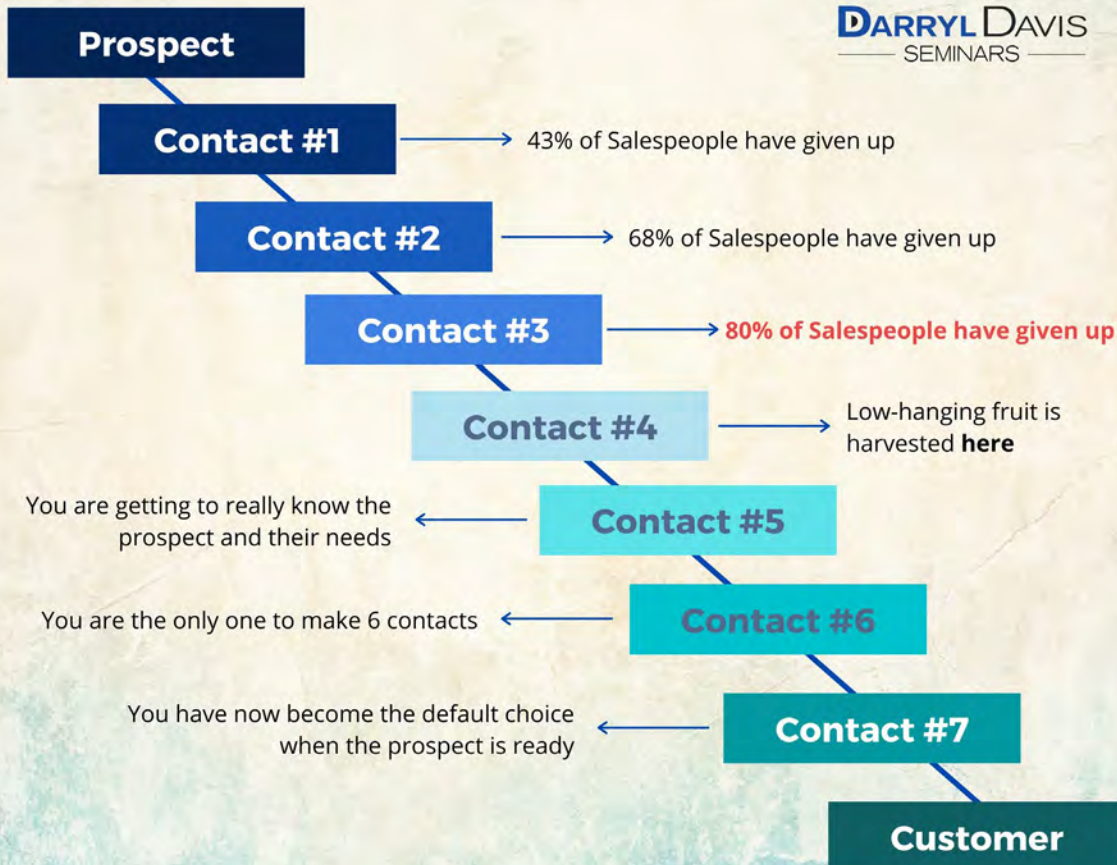 Prospect
DARRYL DAVIS
SEMINARS
Contact #1
43% of Salespeople have given up
Contact #2
68% of Salespeople have given up
Contact #3
80% of Salespeople have given up
Contact #4
Low-hanging fruit is
harvested here
You are getting to really know the
prospect and their needs
Contact #5
You are the only one to make 6 contacts
Contact #6
You have now become the default choice
when the prospect is ready
Contact #7
Customer